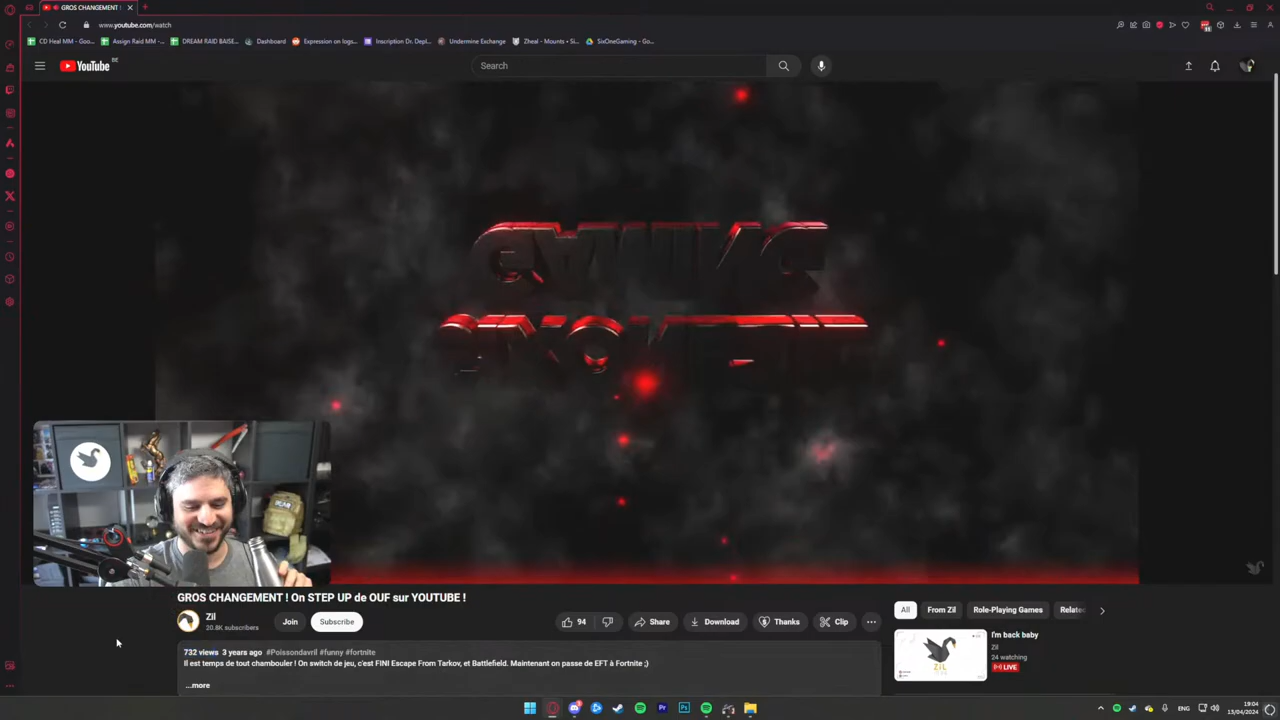 GROS CHANGEMENT !
www.youtube.com/watch
CD Heal MM - Goo...
Assign Raid MM -...
DREAM RAID BAISE...
Dashboard
Expression on logs...
Inscription Dr. Depl...
Undermine Exchange
Zheal - Mounts • Si...
SixOneGaming - Go...
YouTube BE
Search
GROS CHANGEMENT ! On STEP UP de OUF sur YOUTUBE !
Zil
20.8K subscribers
Join
Subscribe
94
Share
Download
Thanks
Clip
All
From Zil
Role-Playing Games
Related
732 views 3 years ago #Poissondavril #funny #fortnite
Il est temps de tout chambouler ! On switch de jeu, c'est FINI Escape From Tarkov, et Battlefield. Maintenant on passe de EFT à Fortnite ;)
...more
I'm back baby
Zil
24 watching
LIVE
ZiL
ENG
19:04
13/04/2024